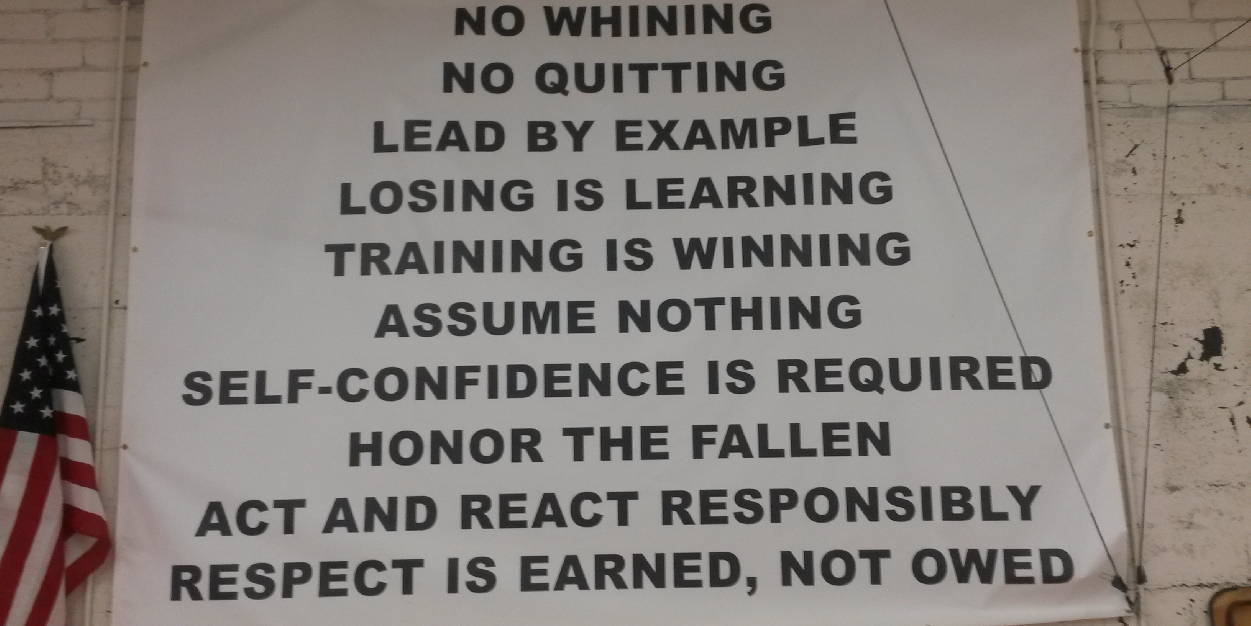 NO WHINING
NO QUITTING
LEAD BY EXAMPLE
LOSING IS LEARNING
TRAINING IS WINNING
ASSUME NOTHING
SELF-CONFIDENCE IS REQUIRED
HONOR THE FALLEN
ACT AND REACT RESPONSIBLY
RESPECT IS EARNED, NOT OWED